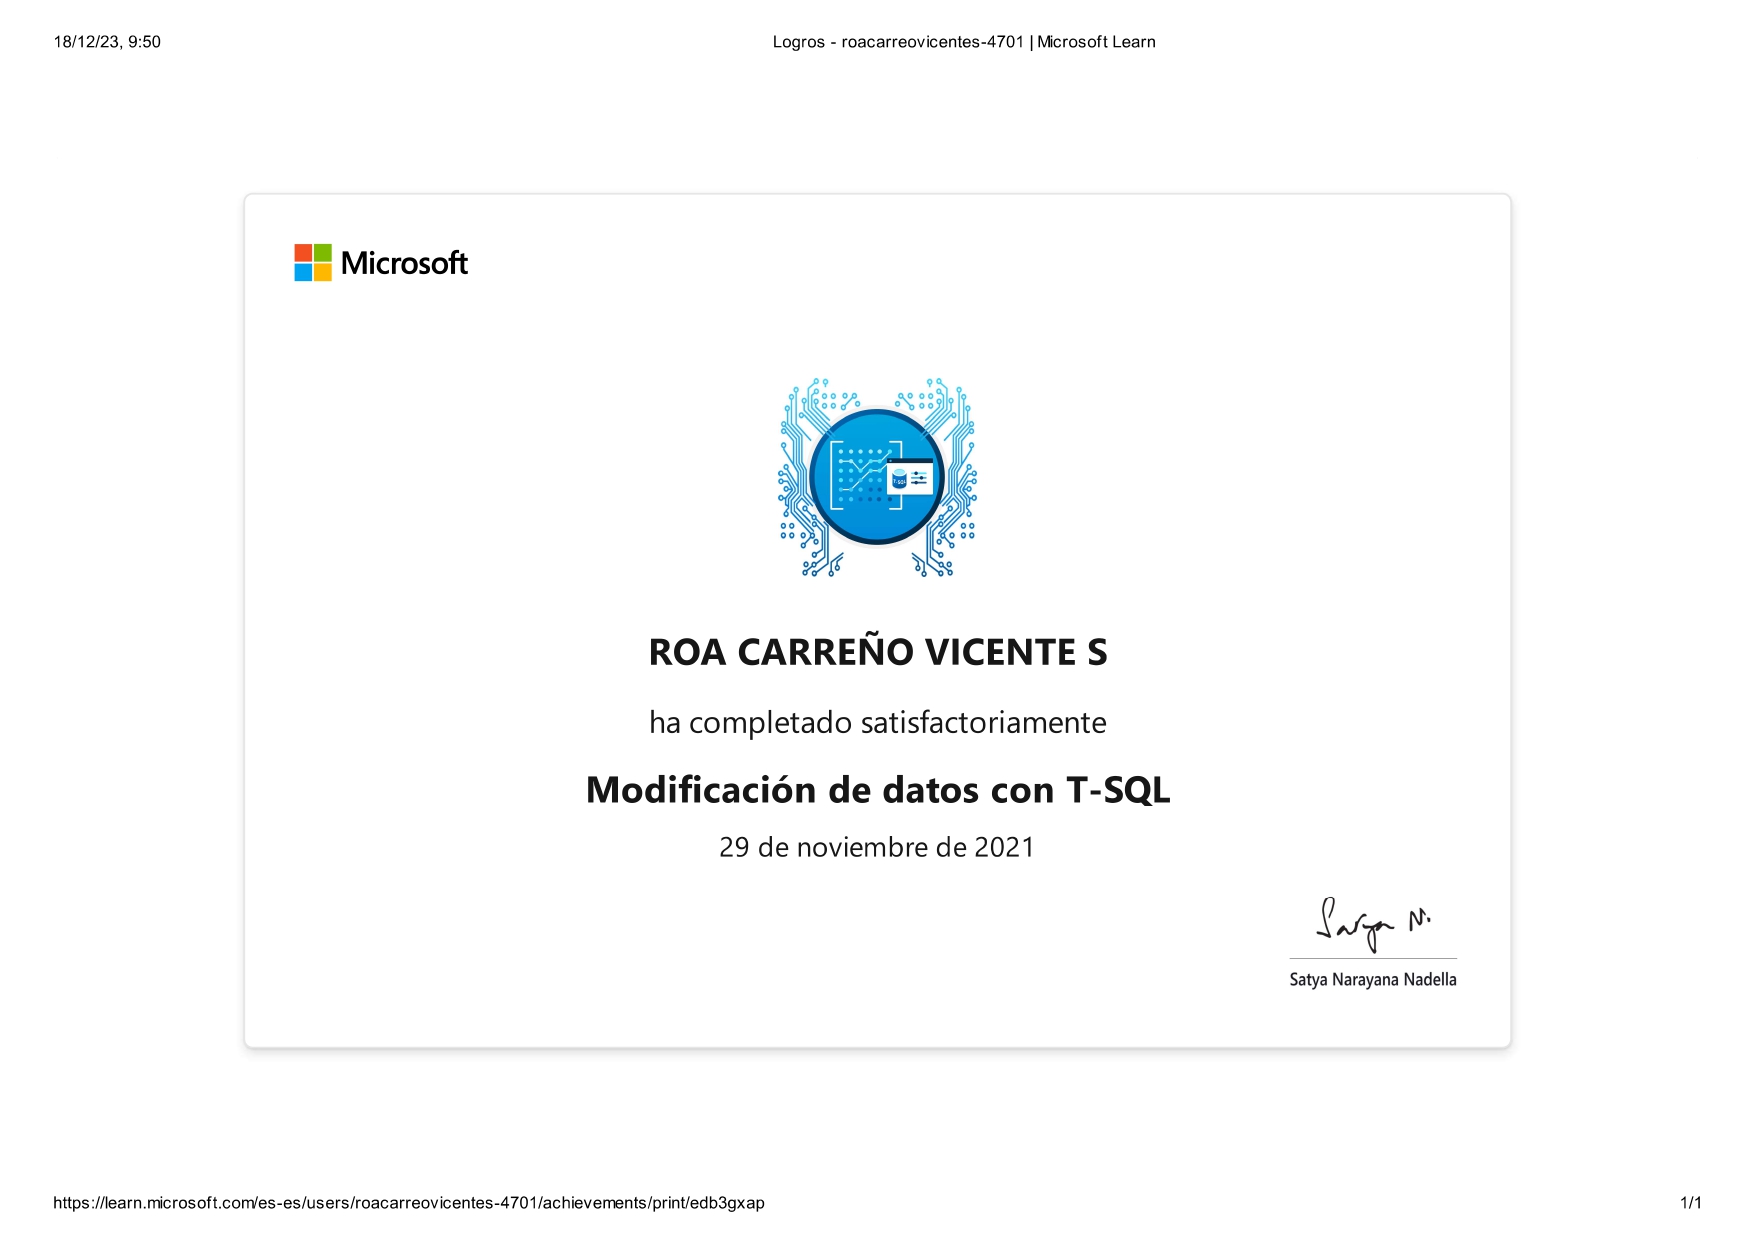 18/12/23, 9:50
Logros - roacarreovicentes-4701 | Microsoft Learn
Microsoft
T-SQL
ROA CARREÑO VICENTE S
ha completado satisfactoriamente
Modificación de datos con T-SQL
29 de noviembre de 2021
Satya N.
Satya Narayana Nadella
https://learn.microsoft.com/es-es/users/roacarreovicentes-4701/achievements/print/edb3gxap
1/1